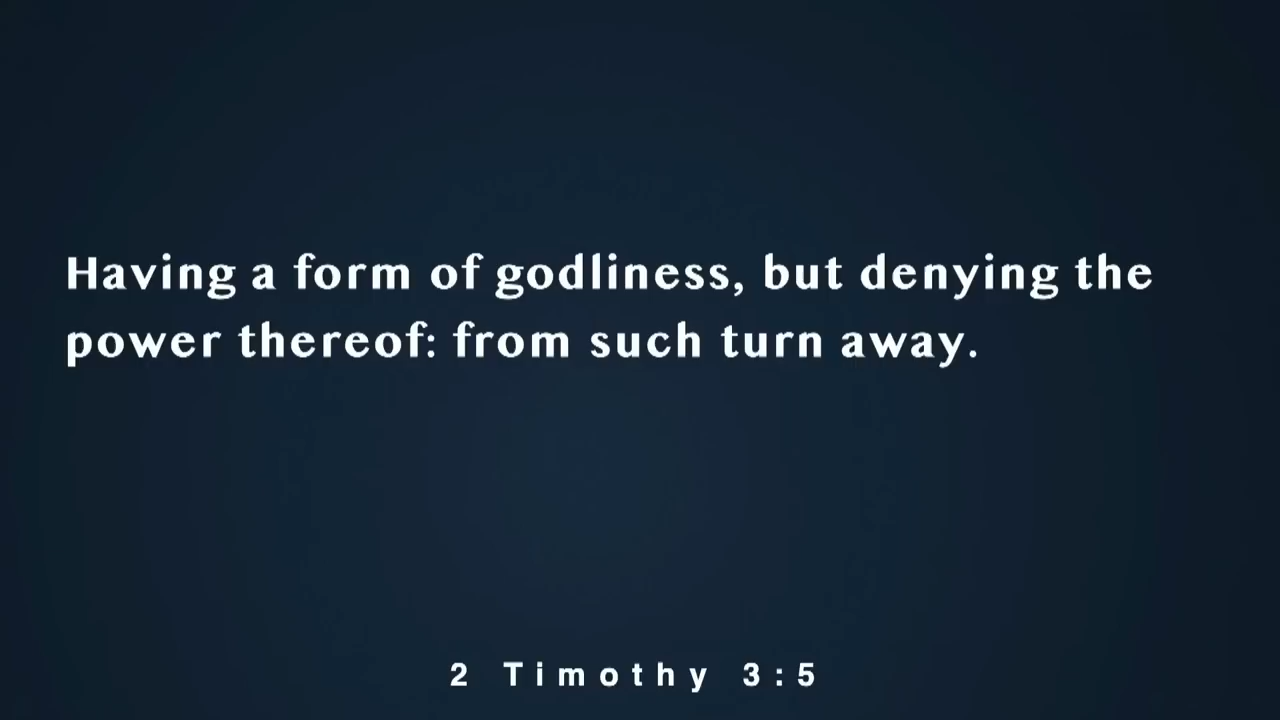 Having a form of godliness, but denying the
power thereof: from such turn away.
2 Timothy 3:5